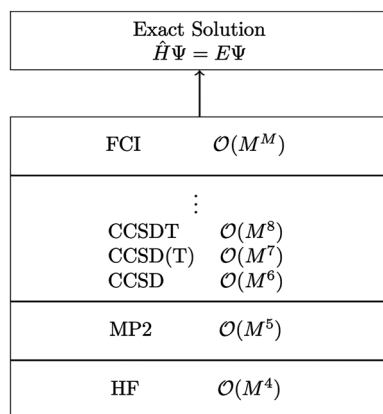 Exact Solution
ĤΨ = EΨ
FCI 𝒪(M^M)
⋮
CCSDT 𝒪(M^8)
CCSD(T) 𝒪(M^7)
CCSD 𝒪(M^6)
MP2 𝒪(M^5)
HF 𝒪(M^4)